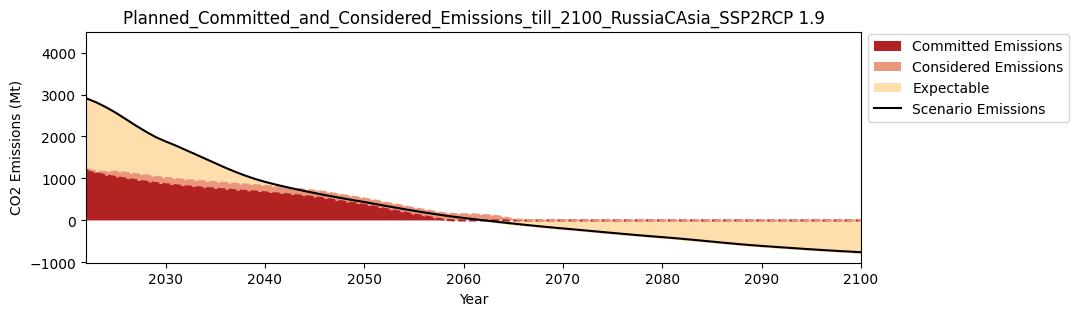 Planned_Committed_and_Considered_Emissions_till_2100_RussiaCAsia_SSP2RCP 1.9
CO2 Emissions (Mt)
4000
3000
2000
1000
0
−1000
2030
2040
2050
2060
2070
2080
2090
2100
Year
Committed Emissions
Considered Emissions
Expectable
Scenario Emissions